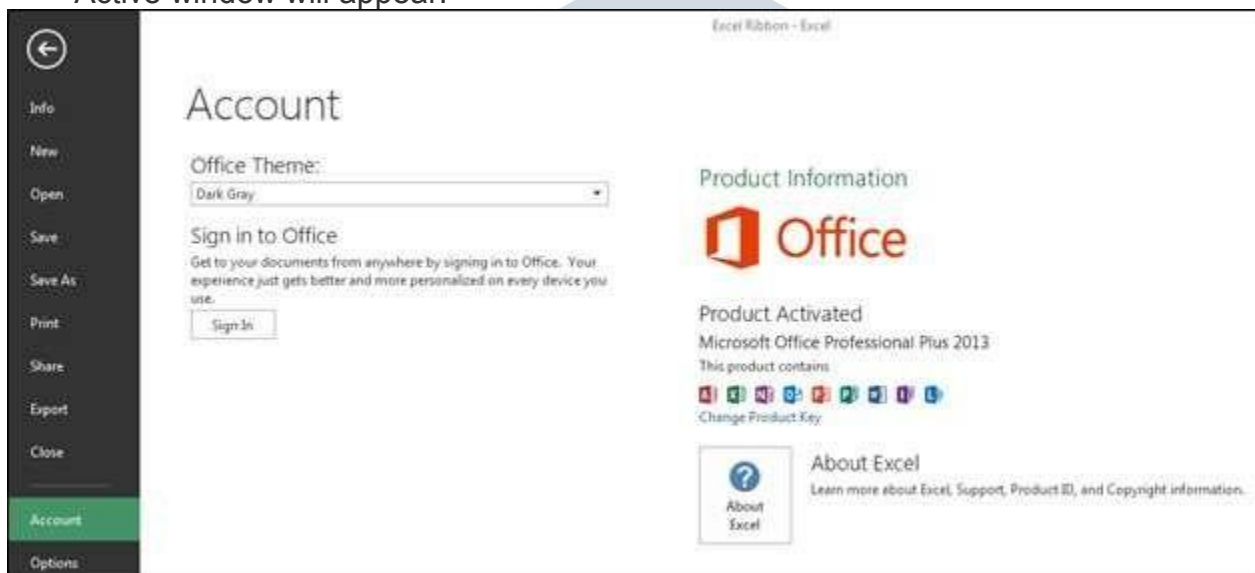 Active window will appear.
Excel Ribbon - Excel
Info
New
Open
Save
Save As
Print
Share
Export
Close
Account
Options
Account
Office Theme:
Dark Gray
Sign in to Office
Get to your documents from anywhere by signing in to Office. Your
experience just gets better and more personalized on every device you
use.
Sign In
Product Information
Office
Product Activated
Microsoft Office Professional Plus 2013
This product contains
Change Product Key
About
Excel
About Excel
Learn more about Excel, Support, Product ID, and Copyright information.